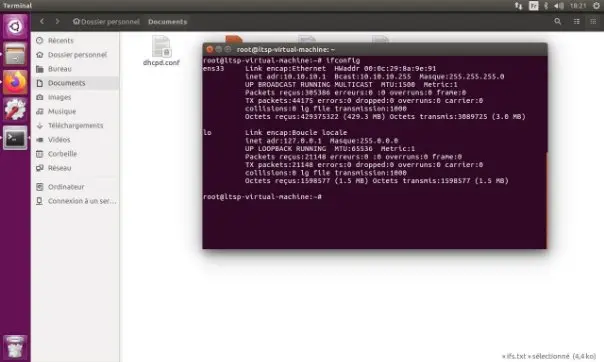 Terminal
Fr
18:21
Dossier personnel
Documents
Récents
Dossier personnel
Bureau
Documents
Images
Musique
Téléchargements
Vidéos
Corbeille
Réseau
Ordinateur
Connexion à un ser…
dhcpd.conf
root@ltsp-virtual-machine: ~
root@ltsp-virtual-machine:~# ifconfig
ens33 Link encap:Ethernet HWaddr 00:0c:29:8a:9e:91
inet adr:10.10.10.1 Bcast:10.10.10.255 Masque:255.255.255.0
UP BROADCAST RUNNING MULTICAST MTU:1500 Metric:1
Packets reçus:305386 erreurs:0 :0 overruns:0 frame:0
TX packets:44175 errors:0 dropped:0 overruns:0 carrier:0
collisions:0 lg file transmission:1000
Octets reçus:429375322 (429.3 MB) Octets transmis:3089725 (3.0 MB)
lo Link encap:Boucle locale
inet adr:127.0.0.1 Masque:255.0.0.0
UP LOOPBACK RUNNING MTU:65536 Metric:1
Packets reçus:21148 erreurs:0 :0 overruns:0 frame:0
TX packets:21148 errors:0 dropped:0 overruns:0 carrier:0
collisions:0 lg file transmission:1000
Octets reçus:1598577 (1.5 MB) Octets transmis:1598577 (1.5 MB)
root@ltsp-virtual-machine:~#
« ifs.txt » sélectionné (4,4 ko)